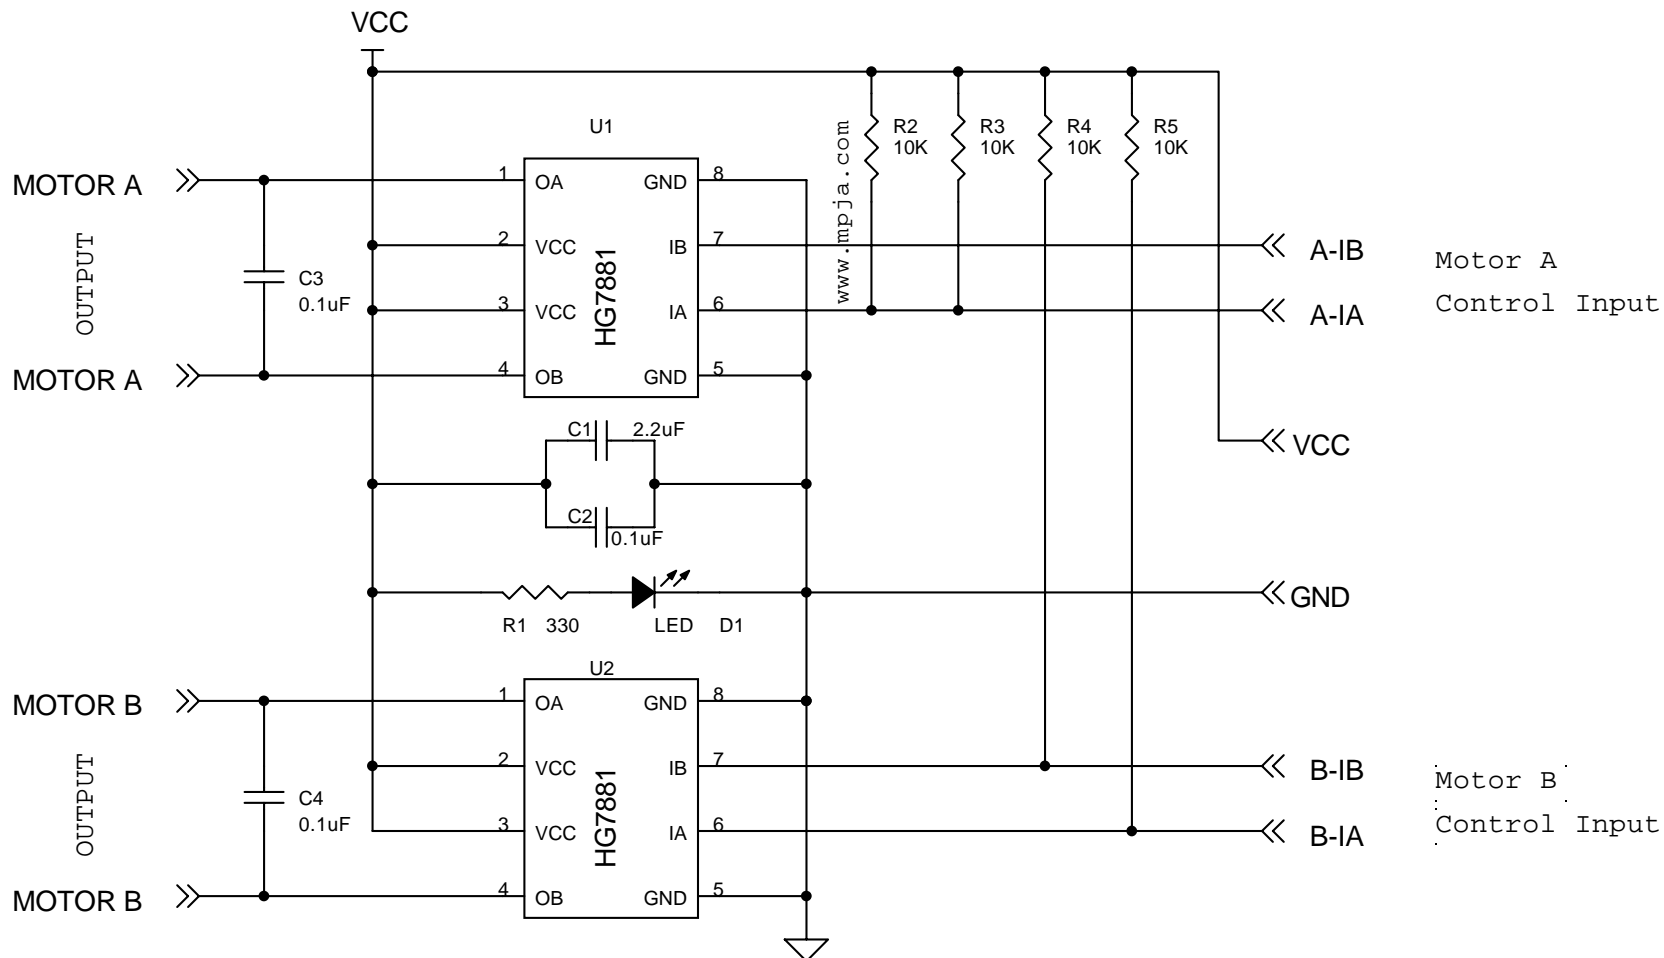 VCC
U1
HG7881
1 OA
2 VCC
3 VCC
4 OB
GND 8
IB 7
IA 6
GND 5
MOTOR A
OUTPUT
MOTOR A
C3
0.1uF
www.mpja.com
R2
10K
R3
10K
R4
10K
R5
10K
A-IB
A-IA
Motor A
Control Input
VCC
C1 2.2uF
C2
0.1uF
R1 330
LED D1
GND
U2
HG7881
1 OA
2 VCC
3 VCC
4 OB
GND 8
IB 7
IA 6
GND 5
MOTOR B
OUTPUT
MOTOR B
C4
0.1uF
B-IB
B-IA
Motor B
Control Input